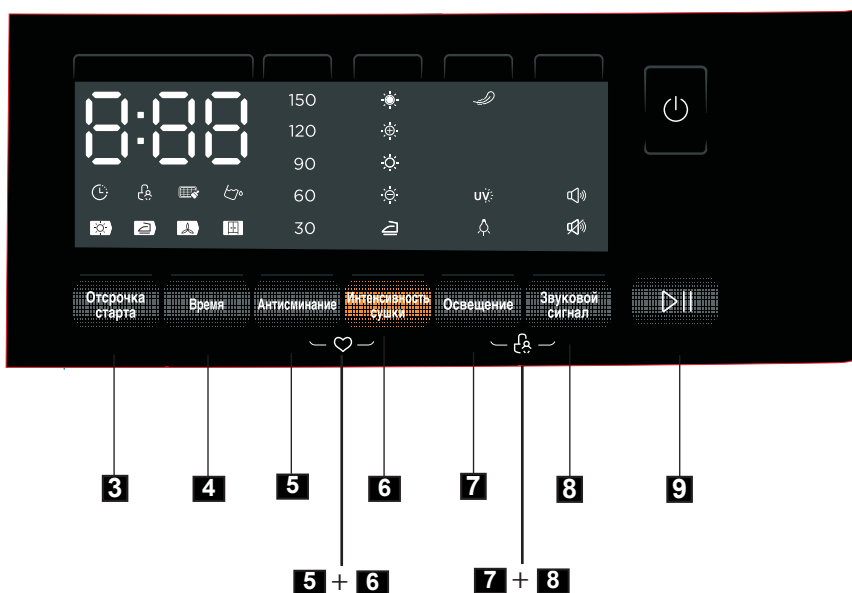 8:88
150
120
90
60
30
UV
Отсрочка
старта
Время
Антисминание
Интенсивность
сушки
Освещение
Звуковой
сигнал
3
4
5
6
7
8
9
5 + 6
7 + 8